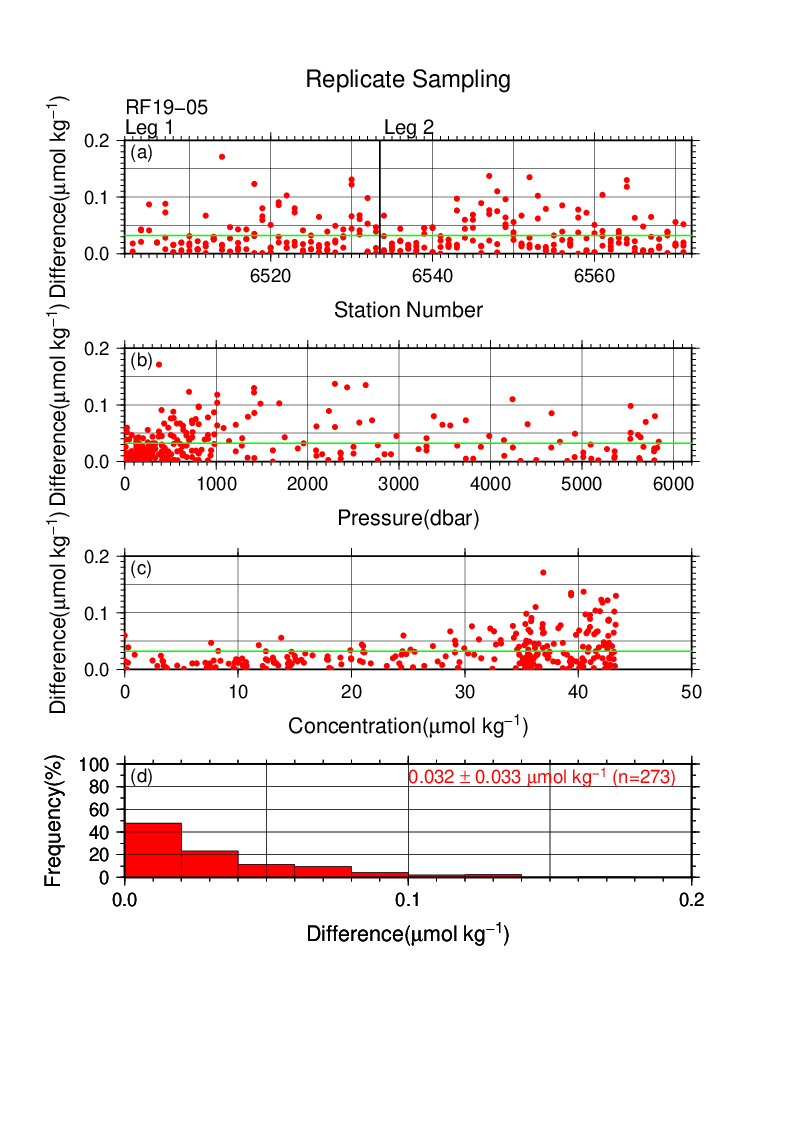 Replicate Sampling
RF19−05
Leg 1 Leg 2
(a)
0.2
0.1
0.0
Difference(μmol kg−1)
6520 6540 6560
Station Number
(b)
0.2
0.1
0.0
Difference(μmol kg−1)
0 1000 2000 3000 4000 5000 6000
Pressure(dbar)
(c)
0.2
0.1
0.0
Difference(μmol kg−1)
0 10 20 30 40 50
Concentration(μmol kg−1)
(d)
0.032 ± 0.033 μmol kg−1 (n=273)
100
80
60
40
20
0
Frequency(%)
0.0 0.1 0.2
Difference(μmol kg−1)